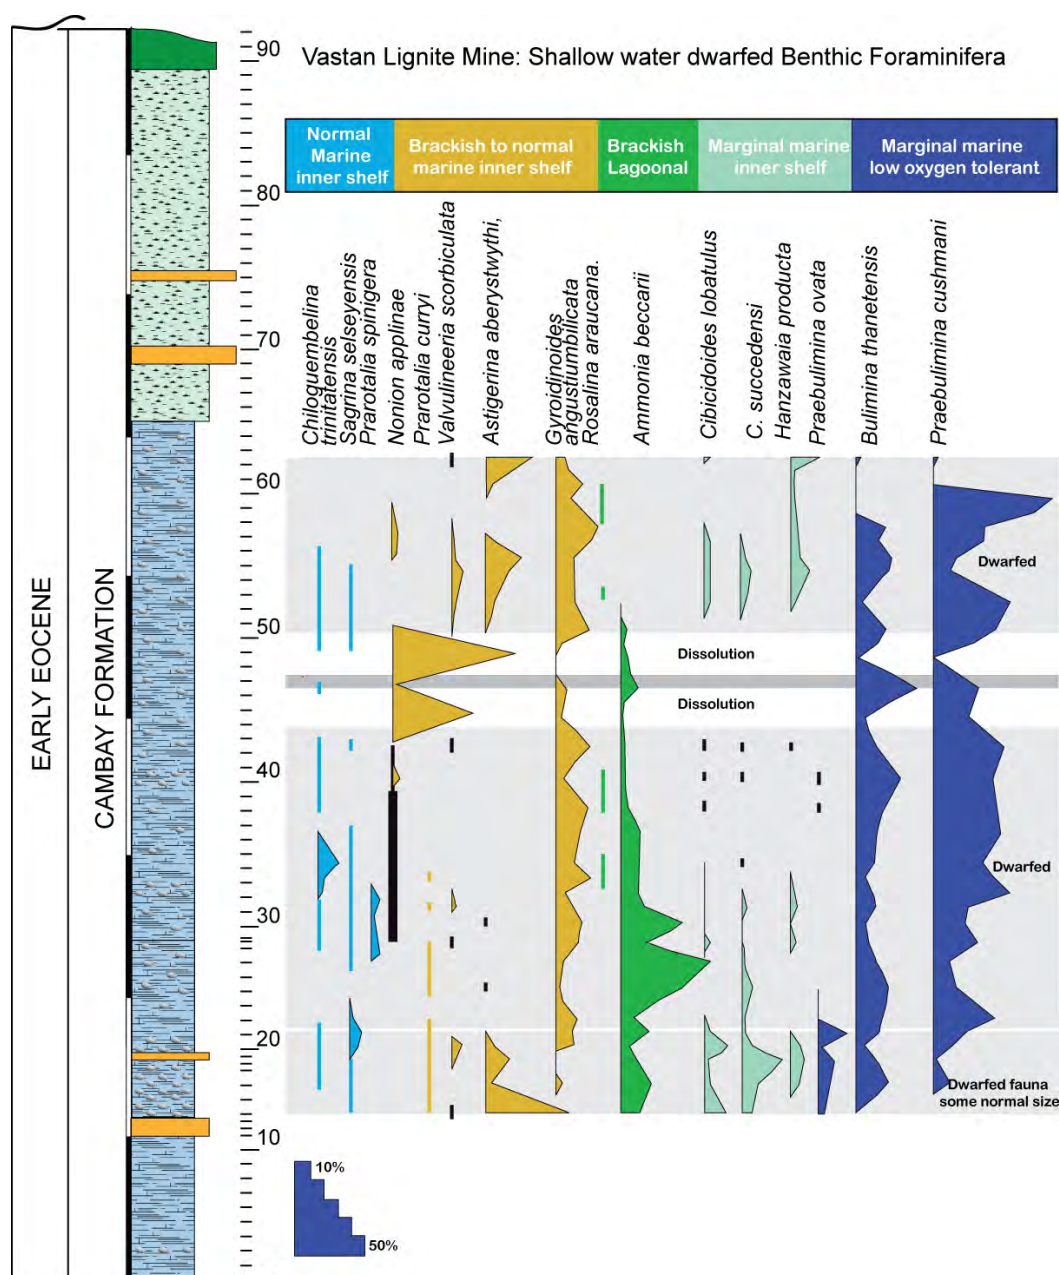 Vastan Lignite Mine: Shallow water dwarfed Benthic Foraminifera
Normal
Marine
inner shelf
Brackish to normal
marine inner shelf
Brackish
Lagoonal
Marginal marine
inner shelf
Marginal marine
low oxygen tolerant
Chiloguembelina
trinitatensis
Sagrina selseyensis
Prarotalia spinigera
Nonion applinae
Prarotalia curryi
Valvulineeria scorbiculata
Astigerina aberystwythi,
Gyroidinoides
angustiumbilicata
Rosalina araucana.
Ammonia beccarii
Cibicidoides lobatulus
C. succedensi
Hanzawaia producta
Praebulimina ovata
Bulimina thanetensis
Praebulimina cushmani
EARLY EOCENE
CAMBAY FORMATION
90
80
70
60
50
40
30
20
10
Dwarfed
Dissolution
Dissolution
Dwarfed
Dwarfed fauna
some normal size
10%
50%